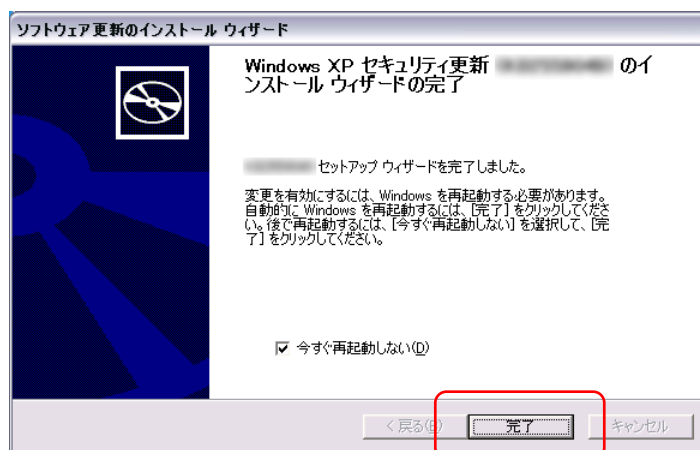 ソフトウェア更新のインストール ウィザード
Windows XP セキュリティ更新 のイ
ンストール ウィザードの完了
セットアップ ウィザードを完了しました。
変更を有効にするには、Windows を再起動する必要があります。
自動的に Windows を再起動するには、[完了] をクリックしてくださ
い。後で再起動するには、[今すぐ再起動しない] を選択して、[完
了] をクリックしてください。
今すぐ再起動しない(D)
< 戻る(B) 完了 キャンセル